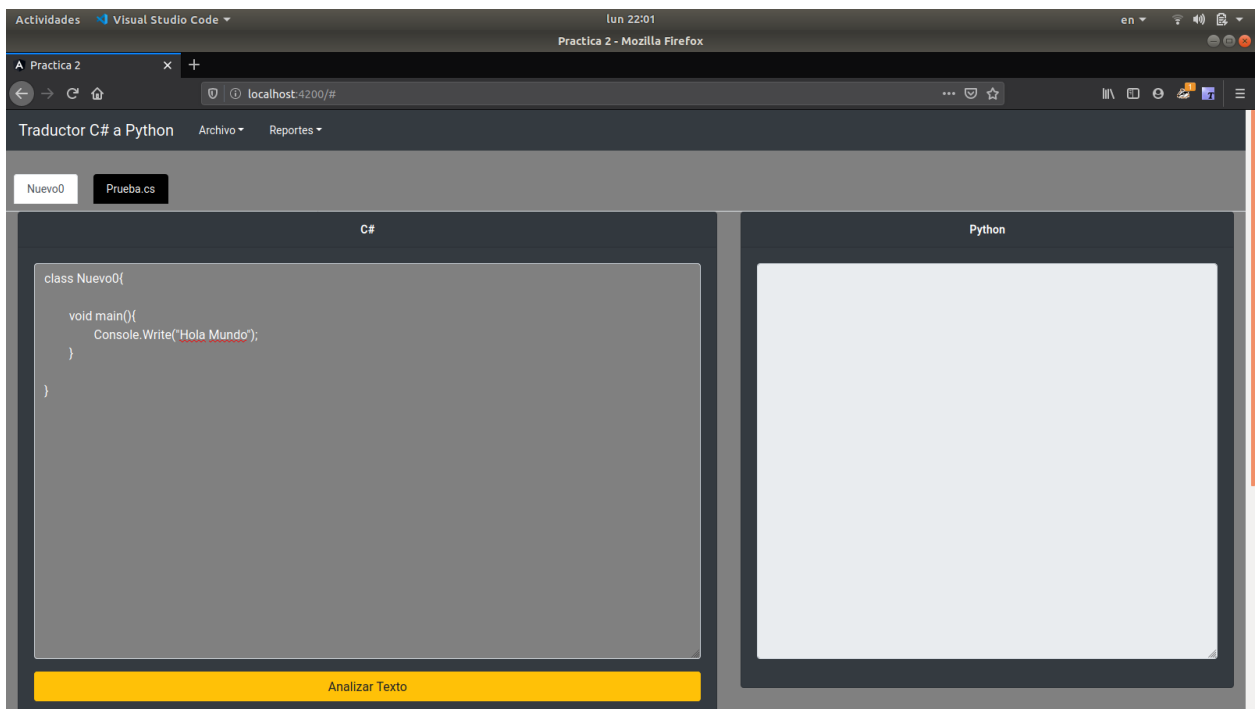 Actividades Visual Studio Code lun 22:01 en
Practica 2 - Mozilla Firefox
Practica 2
localhost:4200/#
Traductor C# a Python Archivo Reportes
Nuevo0 Prueba.cs
C# Python
class Nuevo0{
void main(){
Console.Write("Hola Mundo");
}
}
Analizar Texto